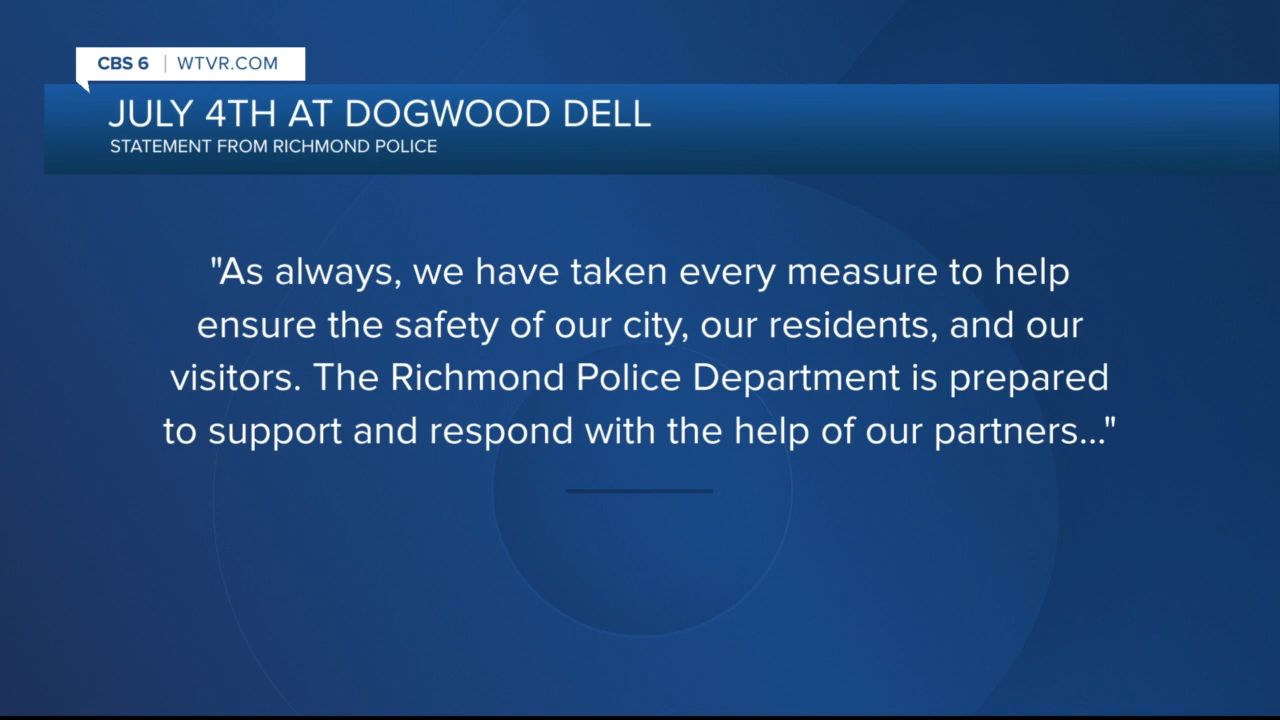 CBS 6 | WTVR.COM
JULY 4TH AT DOGWOOD DELL
STATEMENT FROM RICHMOND POLICE
"As always, we have taken every measure to help
ensure the safety of our city, our residents, and our
visitors. The Richmond Police Department is prepared
to support and respond with the help of our partners..."